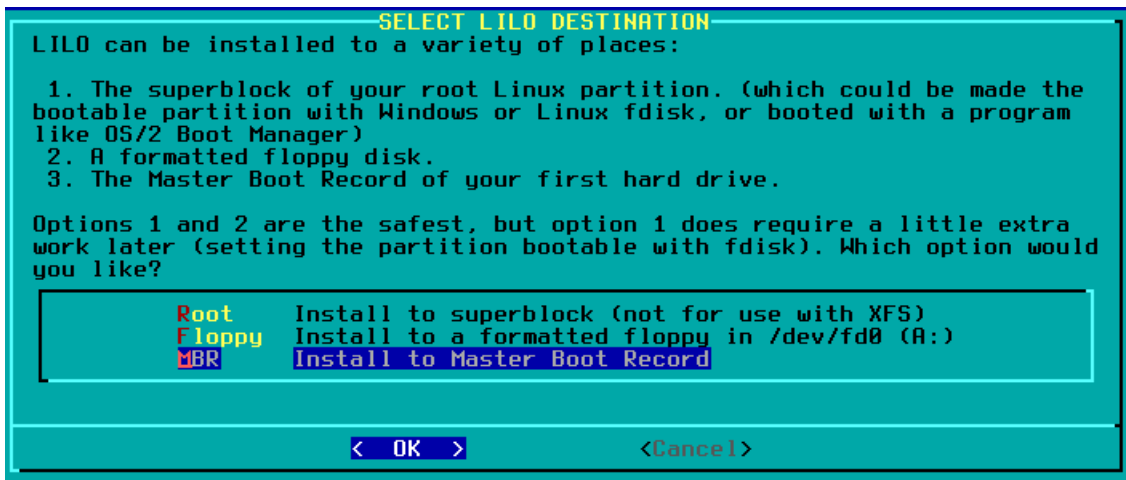 SELECT LILO DESTINATION
LILO can be installed to a variety of places:
1. The superblock of your root Linux partition. (which could be made the
bootable partition with Windows or Linux fdisk, or booted with a program
like OS/2 Boot Manager)
2. A formatted floppy disk.
3. The Master Boot Record of your first hard drive.
Options 1 and 2 are the safest, but option 1 does require a little extra
work later (setting the partition bootable with fdisk). Which option would
you like?
Root Install to superblock (not for use with XFS)
Floppy Install to a formatted floppy in /dev/fd0 (A:)
MBR Install to Master Boot Record
< OK > <Cancel>